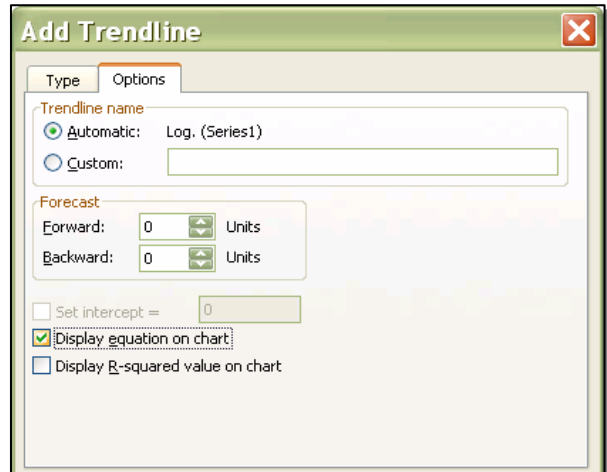 Add Trendline
Type Options
Trendline name
Automatic: Log. (Series1)
Custom:
Forecast
Forward: 0 Units
Backward: 0 Units
Set intercept = 0
Display equation on chart
Display R-squared value on chart